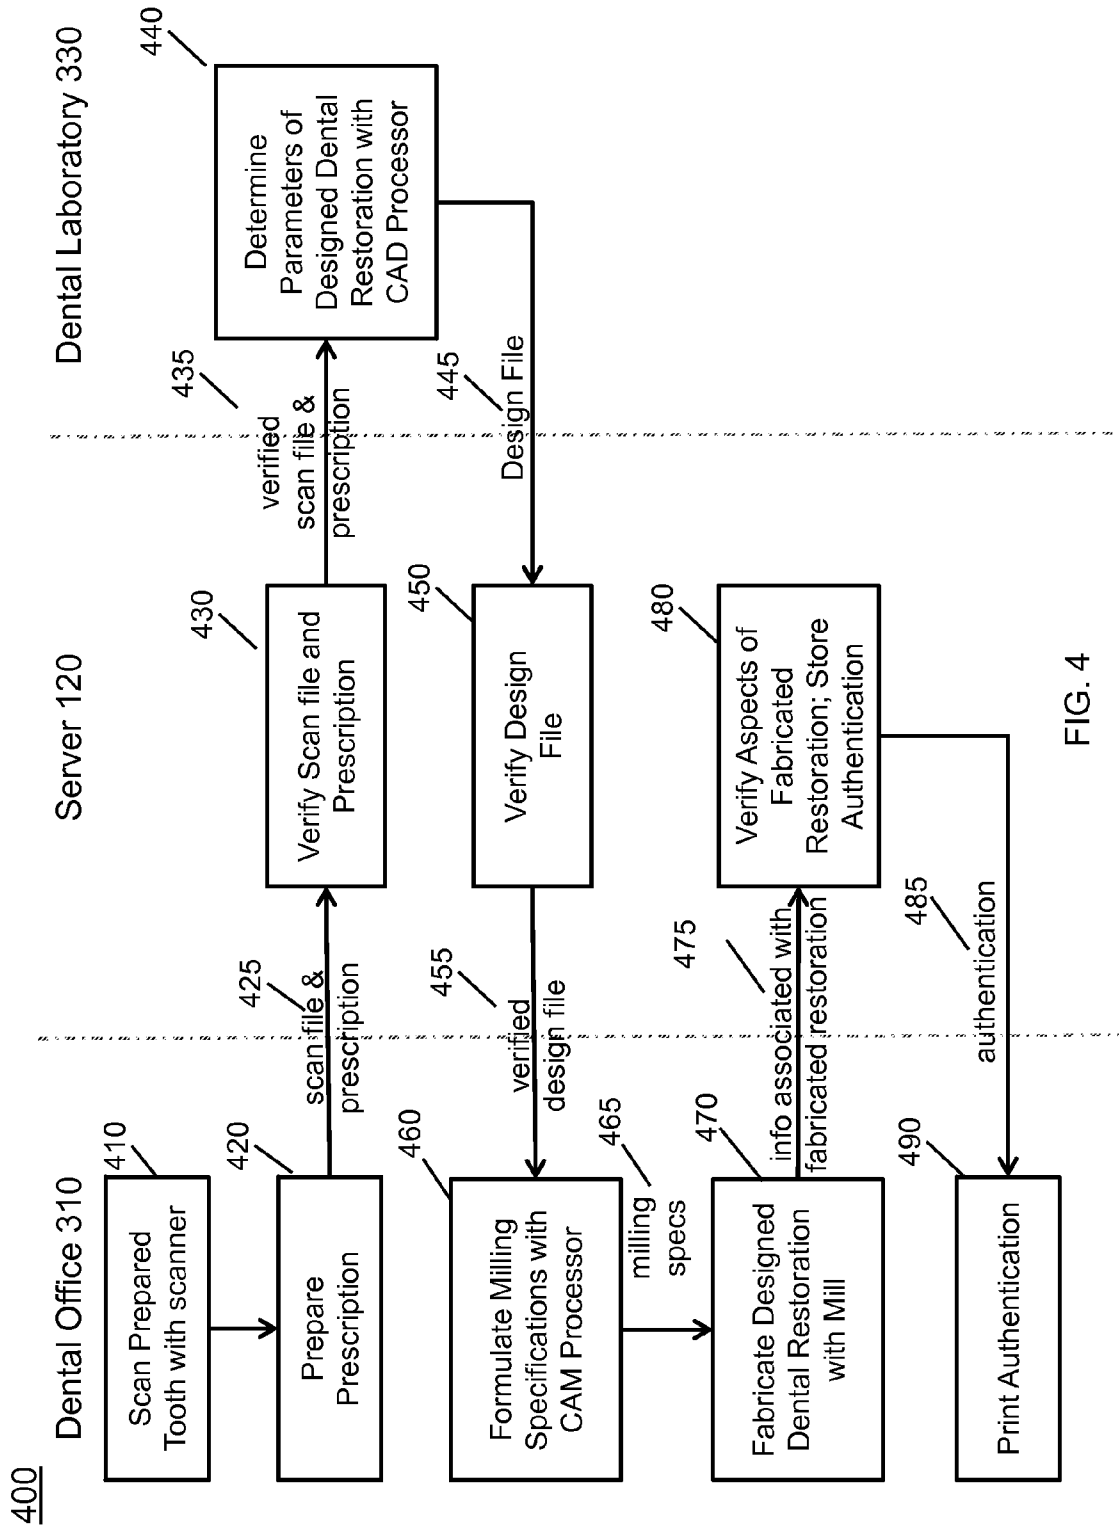 400
Dental Office 310
Server 120
Dental Laboratory 330
410
Scan Prepared
Tooth with scanner
420
Prepare
Prescription
425
scan file &
prescription
430
Verify Scan file and
Prescription
435
verified
scan file &
prescription
440
Determine
Parameters of
Designed Dental
Restoration with
CAD Processor
445
Design File
450
Verify Design
File
455
verified
design file
460
Formulate Milling
Specifications with
CAM Processor
465
milling
specs
470
Fabricate Designed
Dental Restoration
with Mill
475
info associated with
fabricated restoration
480
Verify Aspects of
Fabricated
Restoration; Store
Authentication
485
authentication
490
Print Authentication
FIG. 4